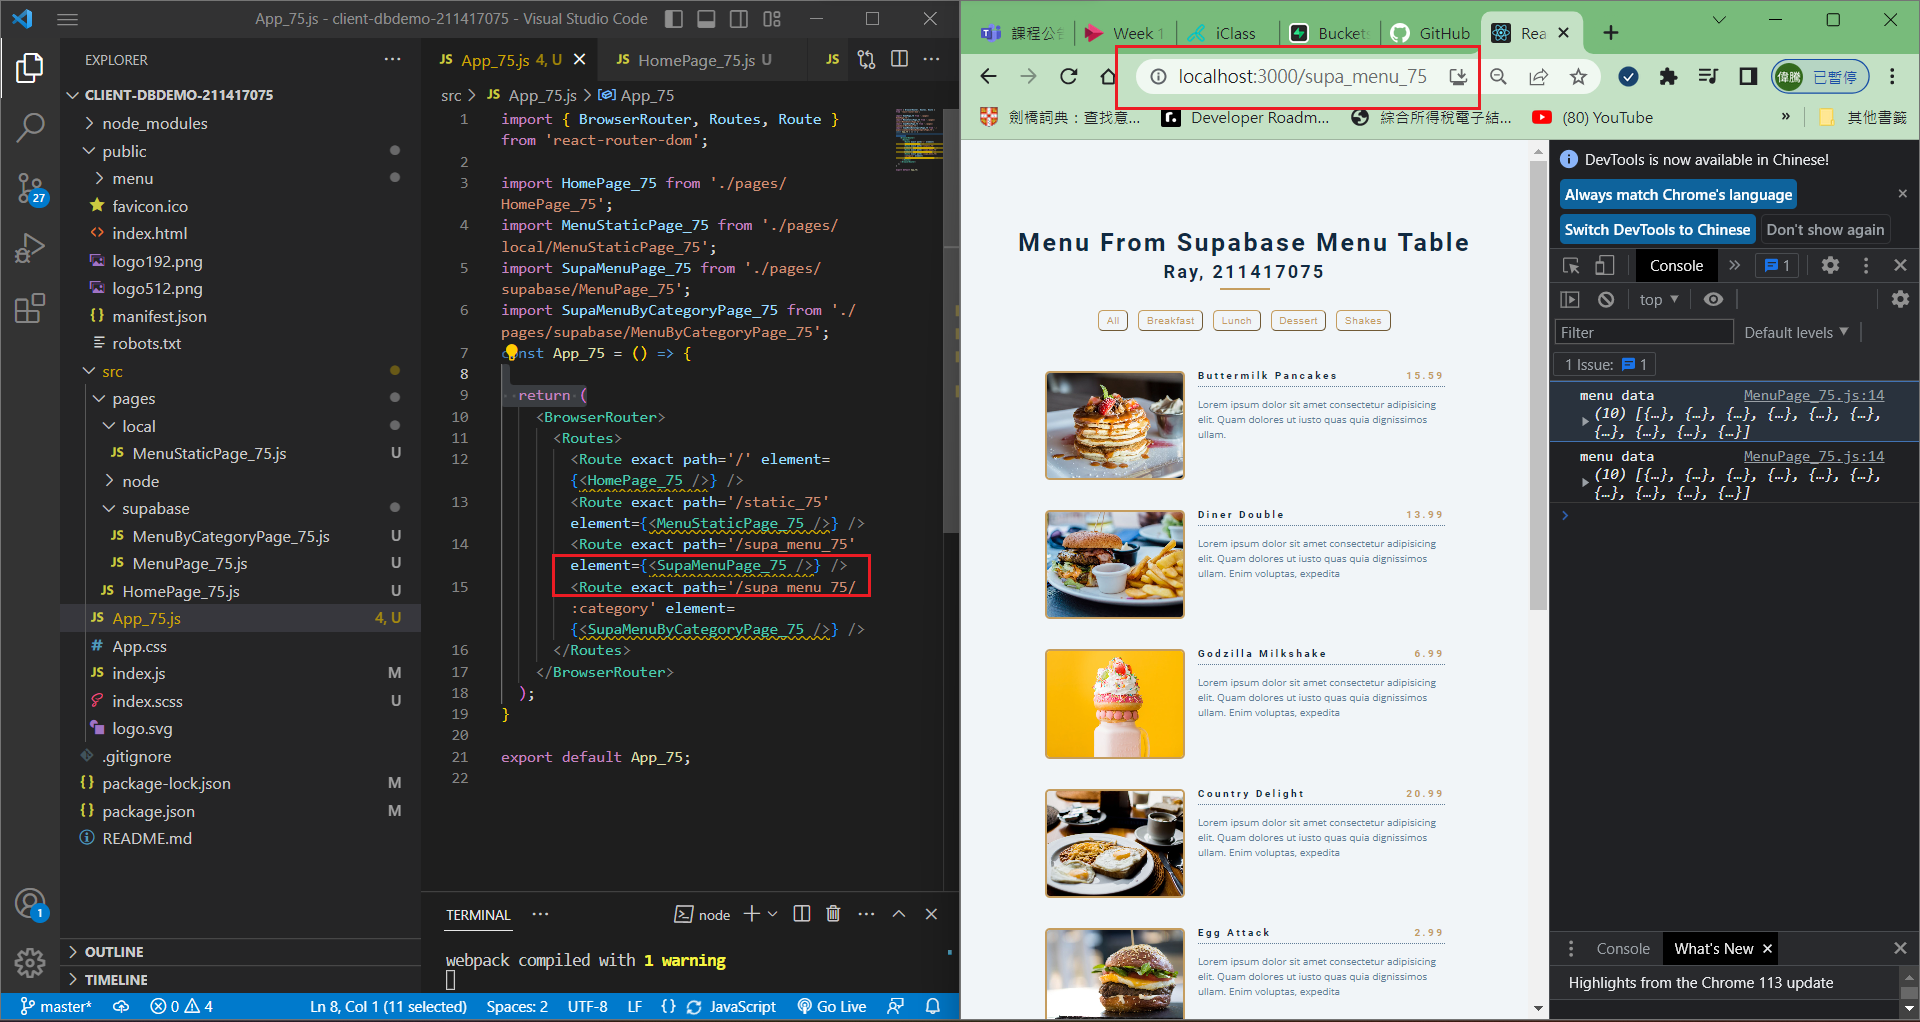 App_75.js - client-dbdemo-211417075 - Visual Studio Code
EXPLORER
CLIENT-DBDEMO-211417075
node_modules
public
menu
favicon.ico
index.html
logo192.png
logo512.png
manifest.json
robots.txt
src
pages
local
MenuStaticPage_75.js U
node
supabase
MenuByCategoryPage_75.js U
MenuPage_75.js U
HomePage_75.js U
App_75.js 4, U
App.css
index.js M
index.scss U
logo.svg
.gitignore
package-lock.json M
package.json M
README.md
OUTLINE
TIMELINE
27
1
JS App_75.js 4, U
JS HomePage_75.js U
JS
src > JS App_75.js > App_75
1 import { BrowserRouter, Routes, Route }
from 'react-router-dom';
2
3 import HomePage_75 from './pages/
HomePage_75';
4 import MenuStaticPage_75 from './pages/
local/MenuStaticPage_75';
5 import SupaMenuPage_75 from './pages/
supabase/MenuPage_75';
6 import SupaMenuByCategoryPage_75 from './
pages/supabase/MenuByCategoryPage_75';
7 const App_75 = () => {
8
9 return (
10 <BrowserRouter>
11 <Routes>
12 <Route exact path='/' element=
{<HomePage_75 />} />
13 <Route exact path='/static_75'
element={<MenuStaticPage_75 />} />
14 <Route exact path='/supa_menu_75'
element={<SupaMenuPage_75 />} />
15 <Route exact path='/supa_menu_75/
:category' element=
{<SupaMenuByCategoryPage_75 />} />
16 </Routes>
17 </BrowserRouter>
18 );
19 }
20
21 export default App_75;
22
TERMINAL
node
webpack compiled with 1 warning
master*
0 4
Ln 8, Col 1 (11 selected)
Spaces: 2
UTF-8
LF
{ } JavaScript
Go Live
課程公告
Week 1
iClass
Buckets
GitHub
Rea
localhost:3000/supa_menu_75
偉騰 已暫停
劍橋詞典：查找意...
Developer Roadm...
綜合所得稅電子結...
(80) YouTube
»
其他書籤
Menu From Supabase Menu Table
Ray, 211417075
All
Breakfast
Lunch
Dessert
Shakes
Buttermilk Pancakes 15.59
Lorem ipsum dolor sit amet consectetur adipisicing
elit. Quam dolores ut iusto quas quia dignissimos
ullam.
Diner Double 13.99
Lorem ipsum dolor sit amet consectetur adipisicing
elit. Quam dolores ut iusto quas quia dignissimos
ullam. Enim voluptas, expedita
Godzilla Milkshake 6.99
Lorem ipsum dolor sit amet consectetur adipisicing
elit. Quam dolores ut iusto quas quia dignissimos
ullam. Enim voluptas, expedita
Country Delight 20.99
Lorem ipsum dolor sit amet consectetur adipisicing
elit. Quam dolores ut iusto quas quia dignissimos
ullam. Enim voluptas, expedita
Egg Attack 2.99
Lorem ipsum dolor sit amet consectetur adipisicing
elit. Quam dolores ut iusto quas quia dignissimos
ullam. Enim voluptas, expedita
DevTools is now available in Chinese!
Always match Chrome's language
Switch DevTools to Chinese
Don't show again
Console
»
1
top
Filter
Default levels
1 Issue: 1
menu data MenuPage_75.js:14
(10) [{…}, {…}, {…}, {…}, {…}, {…},
{…}, {…}, {…}, {…}]
menu data MenuPage_75.js:14
(10) [{…}, {…}, {…}, {…}, {…}, {…},
{…}, {…}, {…}, {…}]
Console
What's New
Highlights from the Chrome 113 update